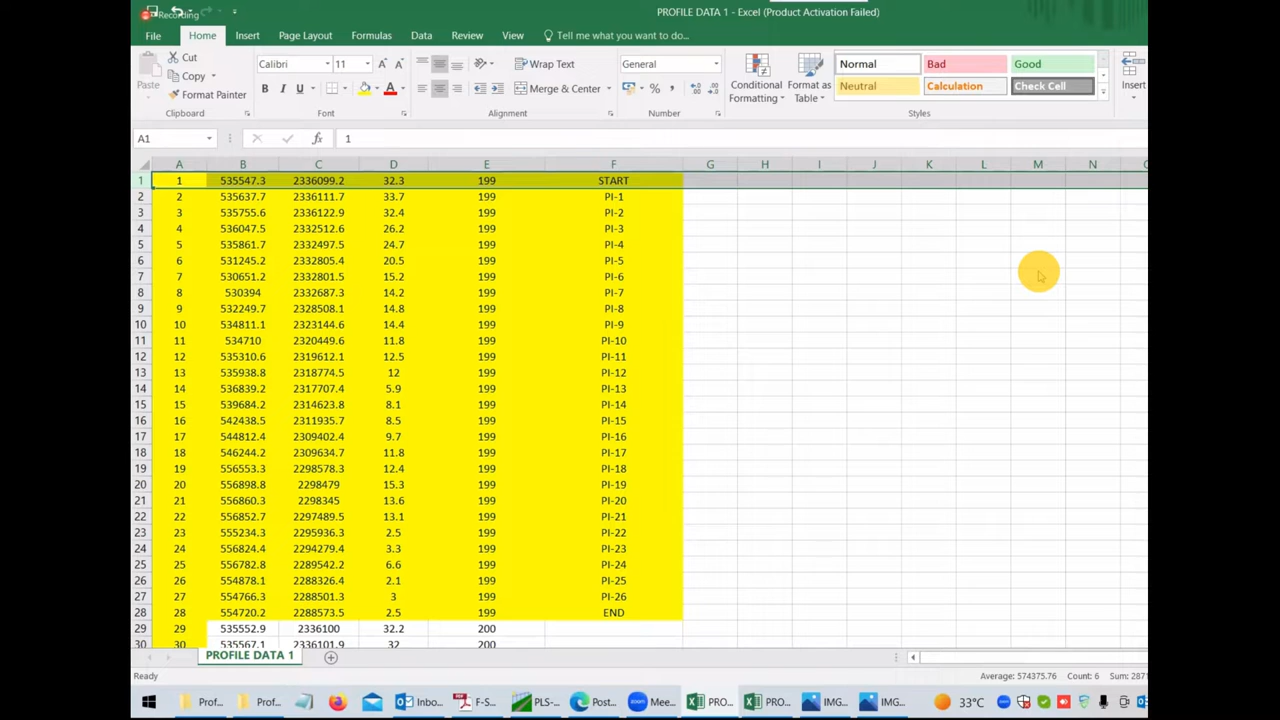 Recording
PROFILE DATA 1 - Excel (Product Activation Failed)
File Home Insert Page Layout Formulas Data Review View Tell me what you want to do...
Paste Cut Copy Format Painter
Calibri 11
B I U A
Wrap Text
Merge & Center
General
%
Conditional Formatting Format as Table
Normal Bad Good
Neutral Calculation Check Cell
Insert
Clipboard Font Alignment Number Styles
A1 fx 1
A B C D E F G H I J K L M N
1 1 535547.3 2336099.2 32.3 199 START
2 2 535637.7 2336111.7 33.7 199 PI-1
3 3 535755.6 2336122.9 32.4 199 PI-2
4 4 536047.5 2332512.6 26.2 199 PI-3
5 5 535861.7 2332497.5 24.7 199 PI-4
6 6 531245.2 2332805.4 20.5 199 PI-5
7 7 530651.2 2332801.5 15.2 199 PI-6
8 8 530394 2332687.3 14.2 199 PI-7
9 9 532249.7 2328508.1 14.8 199 PI-8
10 10 534811.1 2323144.6 14.4 199 PI-9
11 11 534710 2320449.6 11.8 199 PI-10
12 12 535310.6 2319612.1 12.5 199 PI-11
13 13 535938.8 2318774.5 12 199 PI-12
14 14 536839.2 2317707.4 5.9 199 PI-13
15 15 539684.2 2314623.8 8.1 199 PI-14
16 16 542438.5 2311935.7 8.5 199 PI-15
17 17 544812.4 2309402.4 9.7 199 PI-16
18 18 546244.2 2309634.7 11.8 199 PI-17
19 19 556553.3 2298578.3 12.4 199 PI-18
20 20 556898.8 2298479 15.3 199 PI-19
21 21 556860.3 2298345 13.6 199 PI-20
22 22 556852.7 2297489.5 13.1 199 PI-21
23 23 555234.3 2295936.3 2.5 199 PI-22
24 24 556824.4 2294279.4 3.3 199 PI-23
25 25 556782.8 2289542.2 6.6 199 PI-24
26 26 554878.1 2288326.4 2.1 199 PI-25
27 27 554766.3 2288501.3 3 199 PI-26
28 28 554720.2 2288573.5 2.5 199 END
29 29 535552.9 2336100 32.2 200
30 30 535567.1 2336101.9 32 200
PROFILE DATA 1
Ready Average: 574375.76 Count: 6 Sum: 2871
Prof... Prof... Inbo... F-S... PLS-... Post... Mee... PRO... PRO... IMG... IMG... 33°C